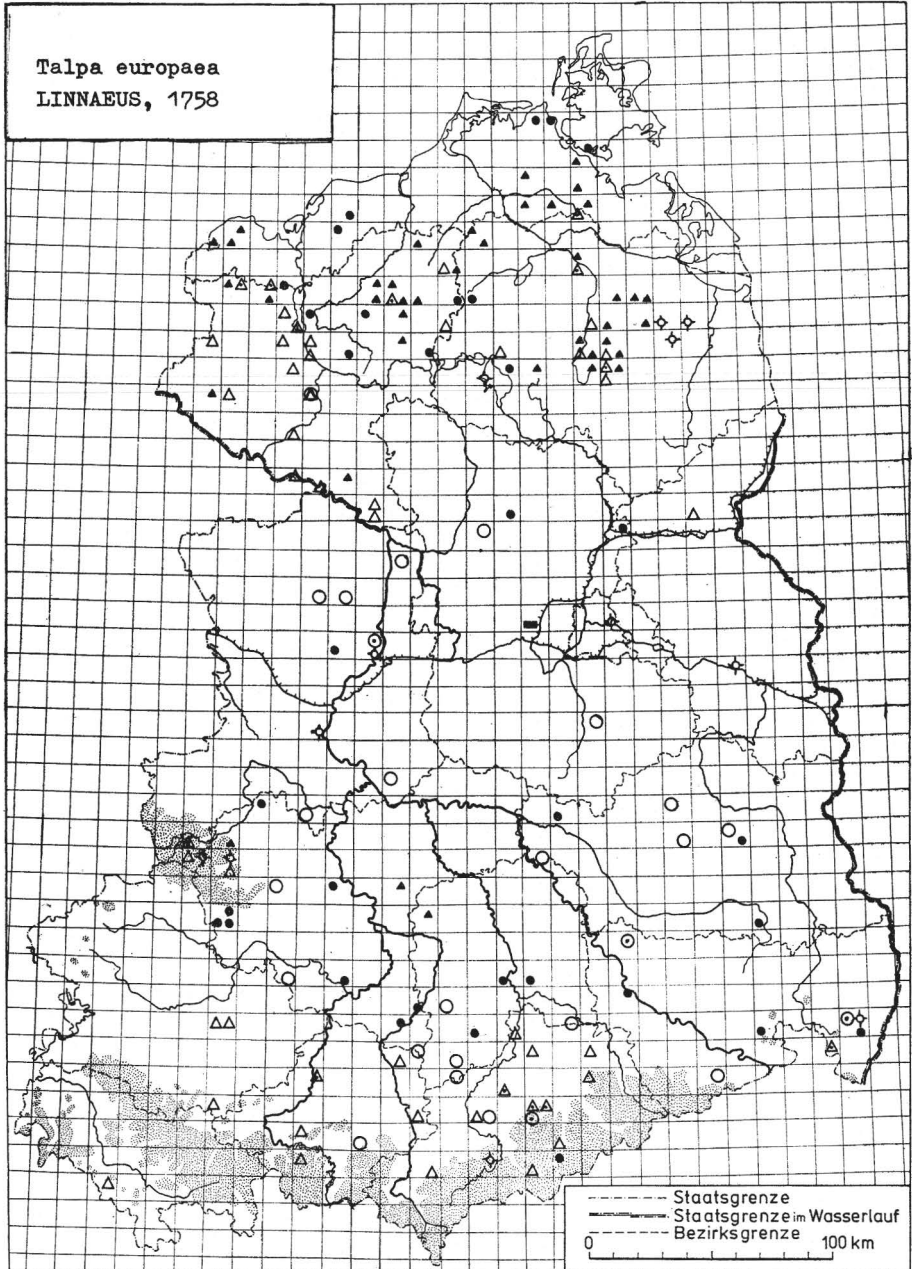 Talpa europaea
LINNAEUS, 1758
Staatsgrenze
Staatsgrenze im Wasserlauf
Bezirksgrenze
0 100 km